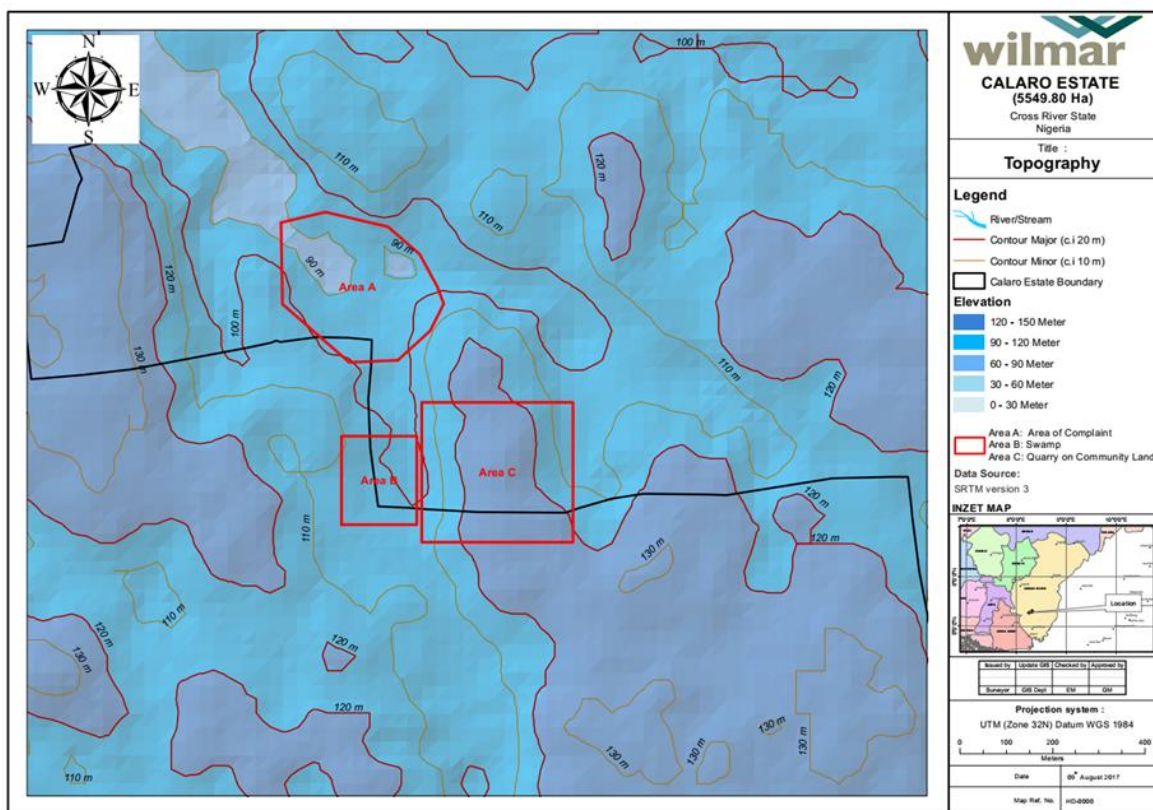 N
W
E
S
100 m
120 m
110 m
110 m
90 m
90 m
Area A
120 m
100 m
130 m
110 m
120 m
Area C
Area B
110 m
120 m
120 m
130 m
110 m
120 m
120 m
130 m
120 m
130 m
130 m
130 m
110 m
wilmar
CALARO ESTATE
(5549.80 Ha)
Cross River State
Nigeria
Title :
Topography
Legend
River/Stream
Contour Major (c.i 20 m)
Contour Minor (c.i 10 m)
Calaro Estate Boundary
Elevation
120 - 150 Meter
90 - 120 Meter
60 - 90 Meter
30 - 60 Meter
0 - 30 Meter
Area A: Area of Complaint
Area B: Swamp
Area C: Quarry on Community Land
Data Source:
SRTM version 3
INZET MAP
Location
Issued by Update GIS Checked by Approved by
Surveyor GIS Dept EM GM
Projection system :
UTM (Zone 32N) Datum WGS 1984
0 100 200 400
Meters
Date 09 August 2017
Map Ref. No. HO-0000